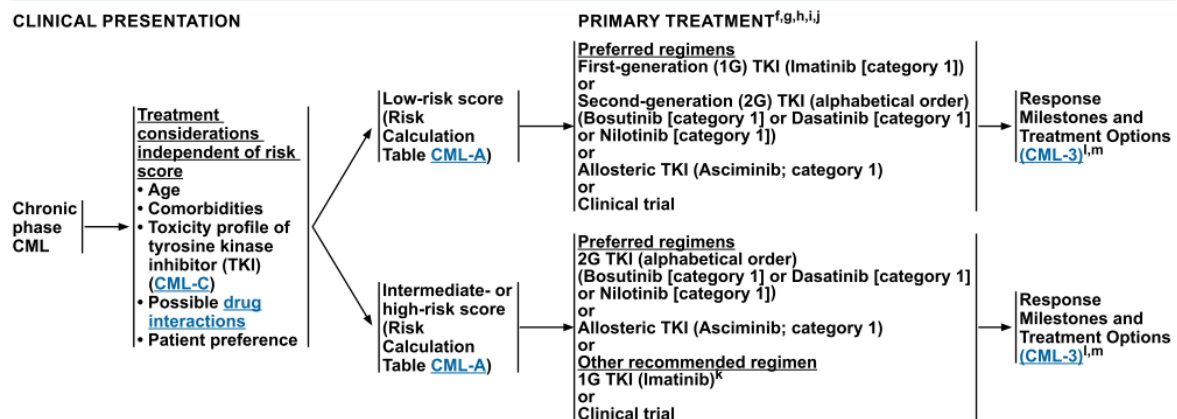 CLINICAL PRESENTATION
PRIMARY TREATMENTf,g,h,i,j
Chronic
phase
CML
Treatment
considerations
independent of risk
score
• Age
• Comorbidities
• Toxicity profile of
tyrosine kinase
inhibitor (TKI)
(CML-C)
• Possible drug
interactions
• Patient preference
Low-risk score
(Risk
Calculation
Table CML-A)
Preferred regimens
First-generation (1G) TKI (Imatinib [category 1])
or
Second-generation (2G) TKI (alphabetical order)
(Bosutinib [category 1] or Dasatinib [category 1]
or Nilotinib [category 1])
or
Allosteric TKI (Asciminib; category 1)
or
Clinical trial
Response
Milestones and
Treatment Options
(CML-3)l,m
Intermediate- or
high-risk score
(Risk
Calculation
Table CML-A)
Preferred regimens
2G TKI (alphabetical order)
(Bosutinib [category 1] or Dasatinib [category 1]
or Nilotinib [category 1])
or
Allosteric TKI (Asciminib; category 1)
or
Other recommended regimen
1G TKI (Imatinib)k
or
Clinical trial
Response
Milestones and
Treatment Options
(CML-3)l,m